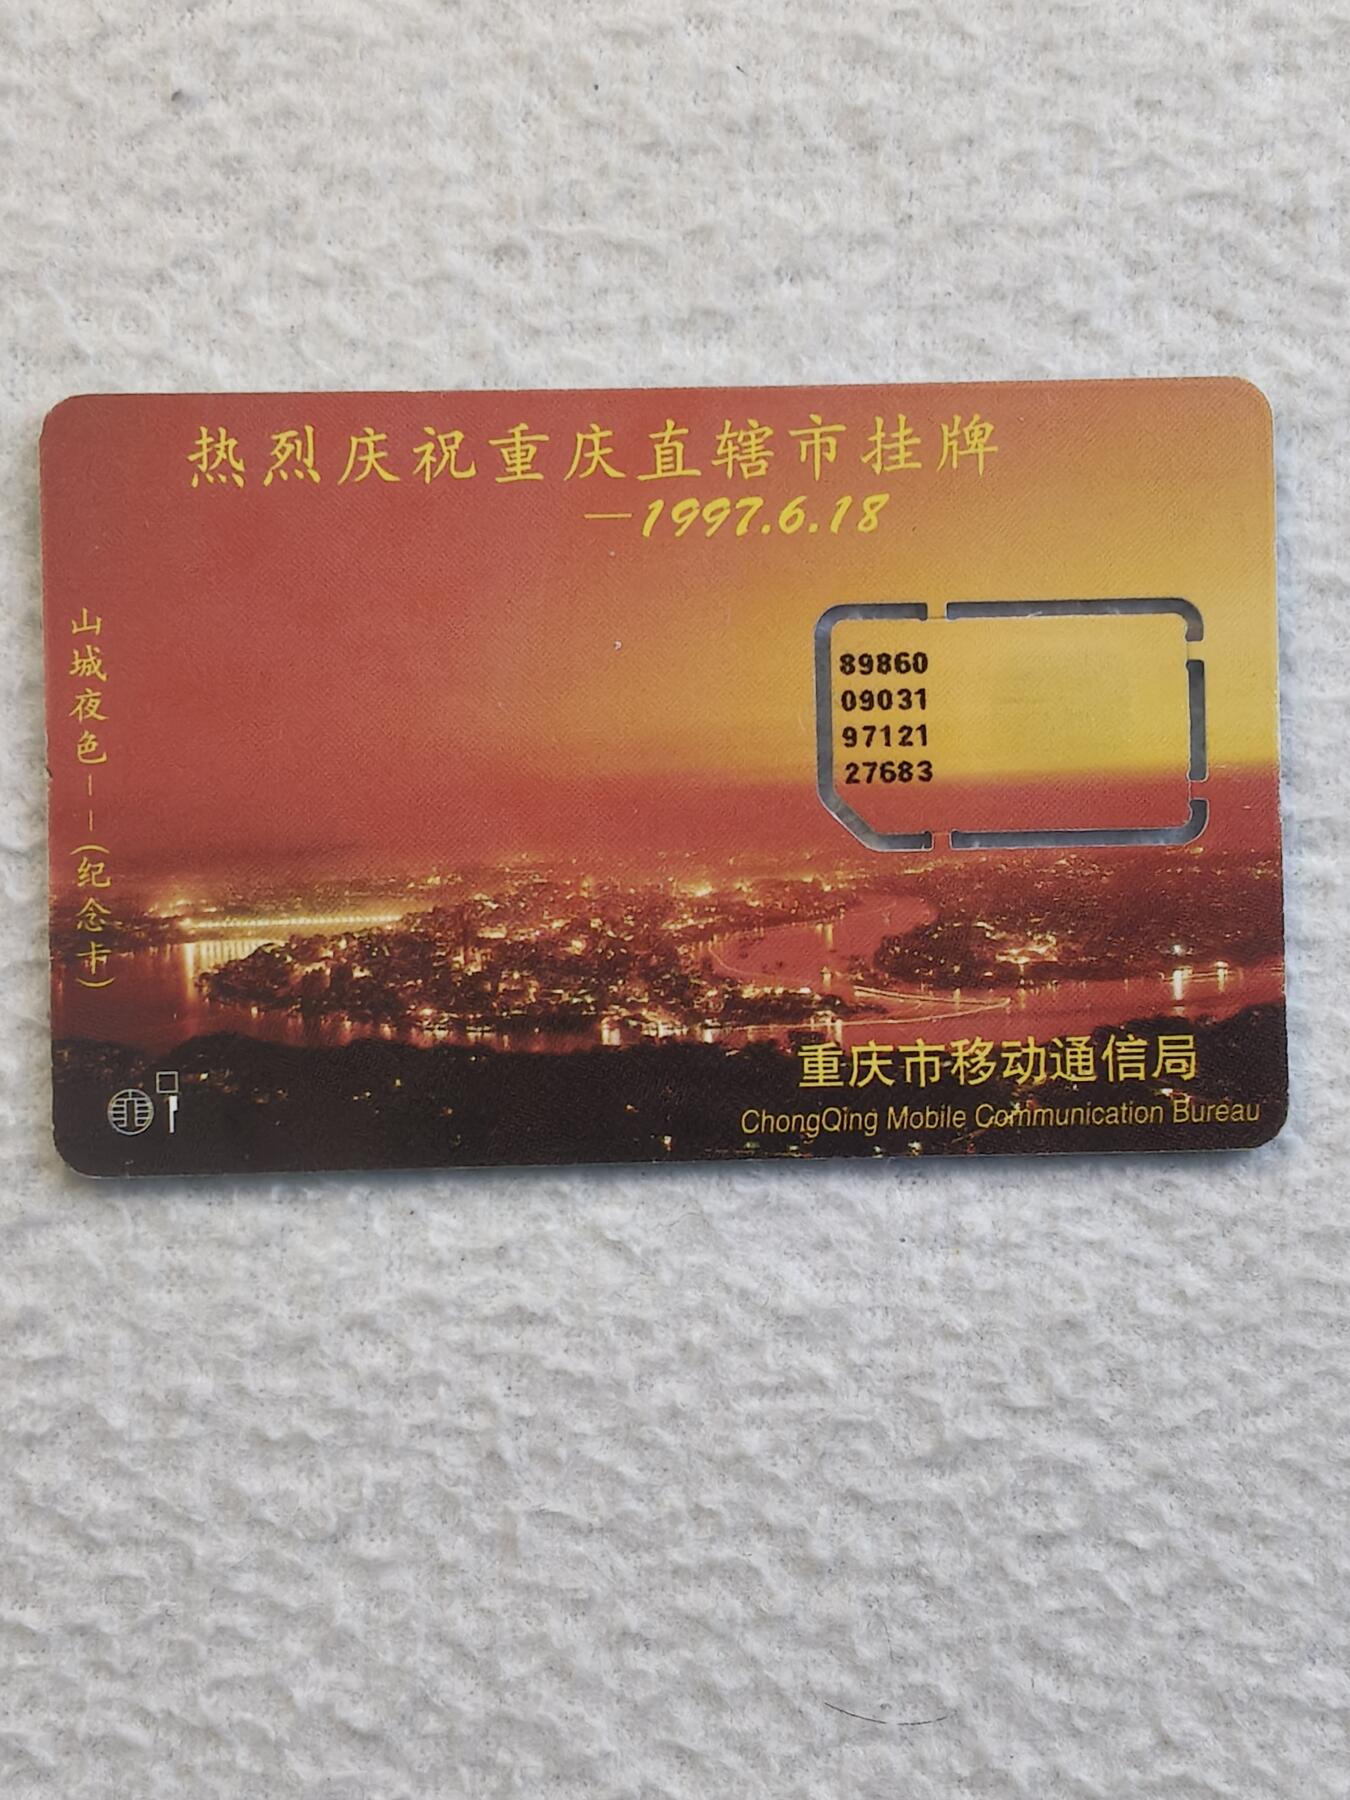 热烈庆祝重庆直辖市挂牌
—1997.6.18
山城夜色——(纪念卡)
89860
09031
97121
27683
重庆市移动通信局
ChongQing Mobile Communication Bureau